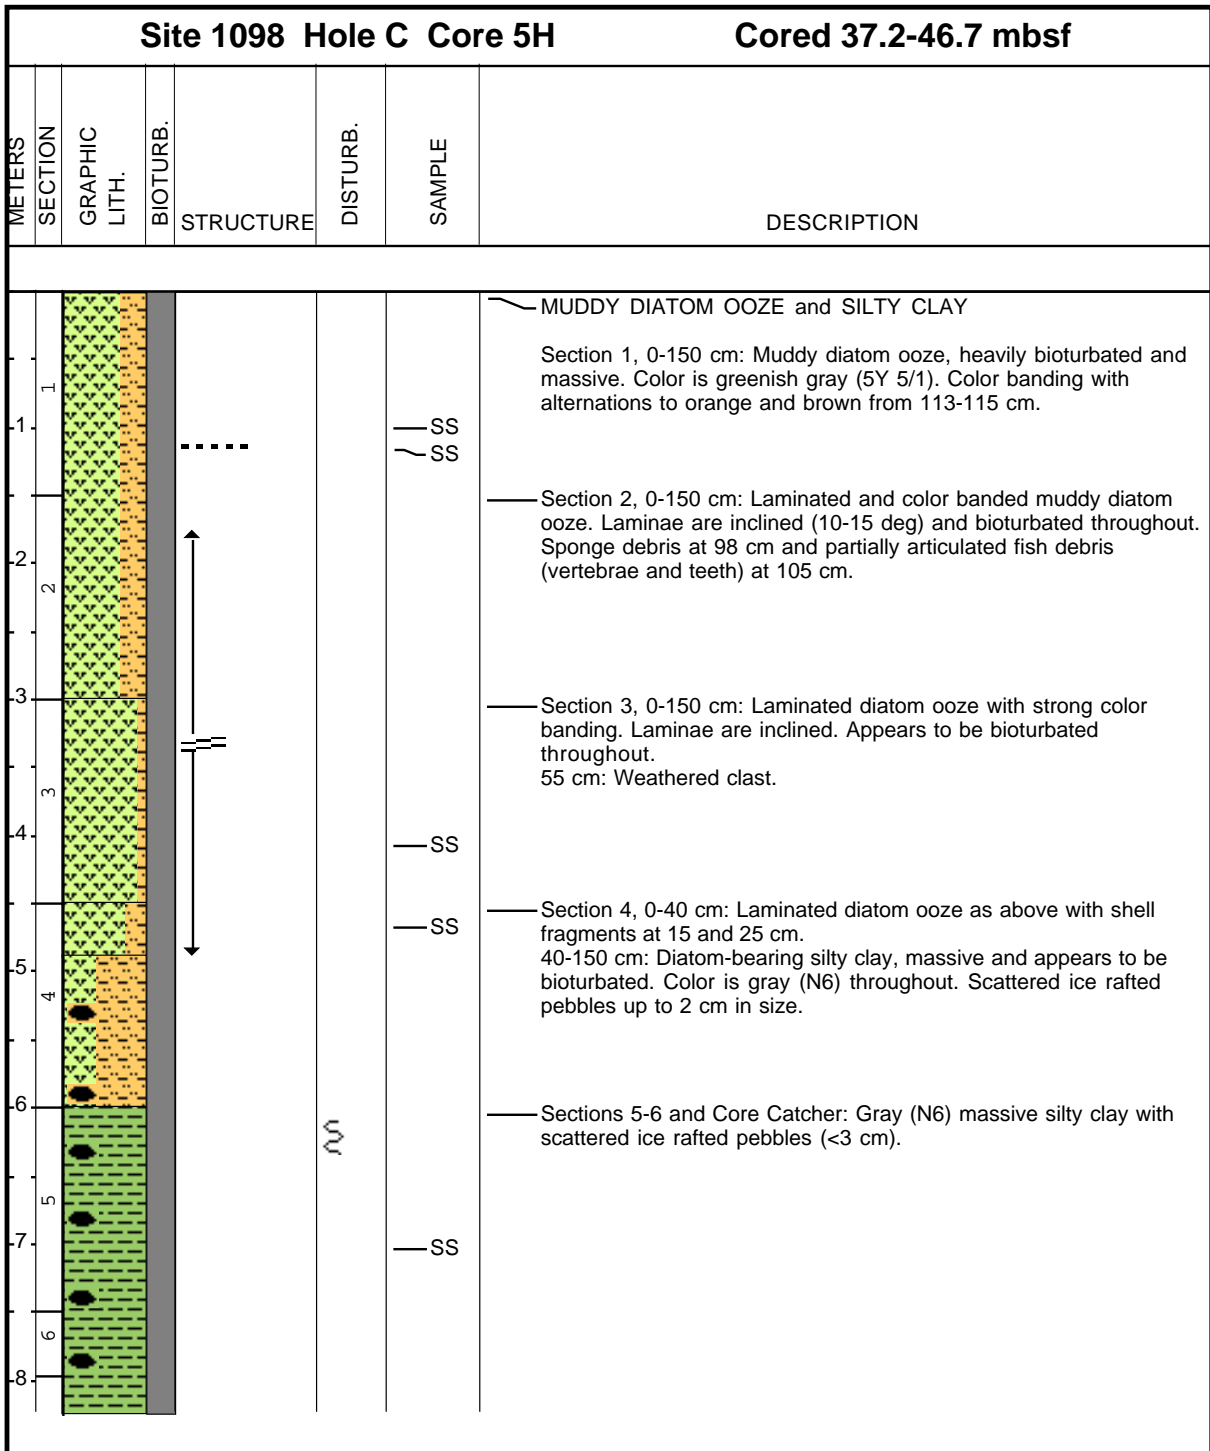 Site 1098 Hole C Core 5H
Cored 37.2-46.7 mbsf
METERS
SECTION
GRAPHIC
LITH.
BIOTURB.
STRUCTURE
DISTURB.
SAMPLE
DESCRIPTION
MUDDY DIATOM OOZE and SILTY CLAY
Section 1, 0-150 cm: Muddy diatom ooze, heavily bioturbated and
massive. Color is greenish gray (5Y 5/1). Color banding with
alternations to orange and brown from 113-115 cm.
1
1
SS
SS
Section 2, 0-150 cm: Laminated and color banded muddy diatom
ooze. Laminae are inclined (10-15 deg) and bioturbated throughout.
Sponge debris at 98 cm and partially articulated fish debris
(vertebrae and teeth) at 105 cm.
2
2
3
Section 3, 0-150 cm: Laminated diatom ooze with strong color
banding. Laminae are inclined. Appears to be bioturbated
throughout.
55 cm: Weathered clast.
3
4
SS
Section 4, 0-40 cm: Laminated diatom ooze as above with shell
fragments at 15 and 25 cm.
40-150 cm: Diatom-bearing silty clay, massive and appears to be
bioturbated. Color is gray (N6) throughout. Scattered ice rafted
pebbles up to 2 cm in size.
SS
5
4
6
Sections 5-6 and Core Catcher: Gray (N6) massive silty clay with
scattered ice rafted pebbles (<3 cm).
5
7
SS
6
8